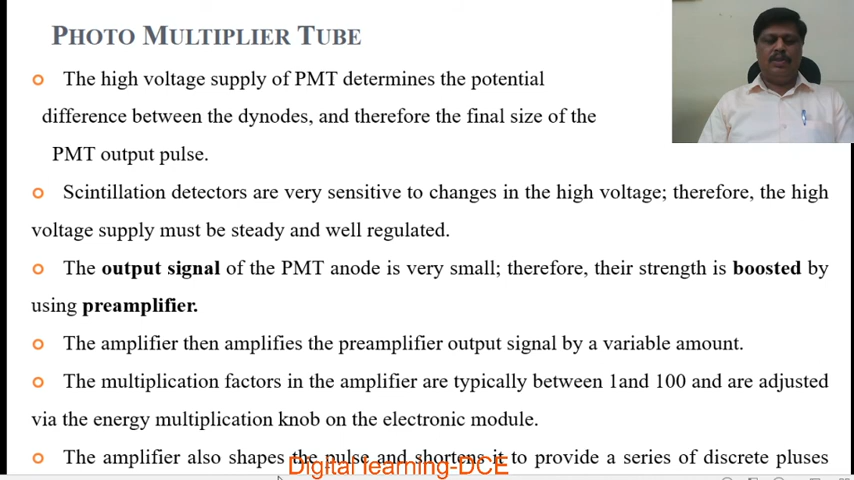 PHOTO MULTIPLIER TUBE
The high voltage supply of PMT determines the potential
difference between the dynodes, and therefore the final size of the
PMT output pulse.
Scintillation detectors are very sensitive to changes in the high voltage; therefore, the high
voltage supply must be steady and well regulated.
The output signal of the PMT anode is very small; therefore, their strength is boosted by
using preamplifier.
The amplifier then amplifies the preamplifier output signal by a variable amount.
The multiplication factors in the amplifier are typically between 1and 100 and are adjusted
via the energy multiplication knob on the electronic module.
The amplifier also shapes the pulse and shortens it to provide a series of discrete pluses
Digital learning-DCE